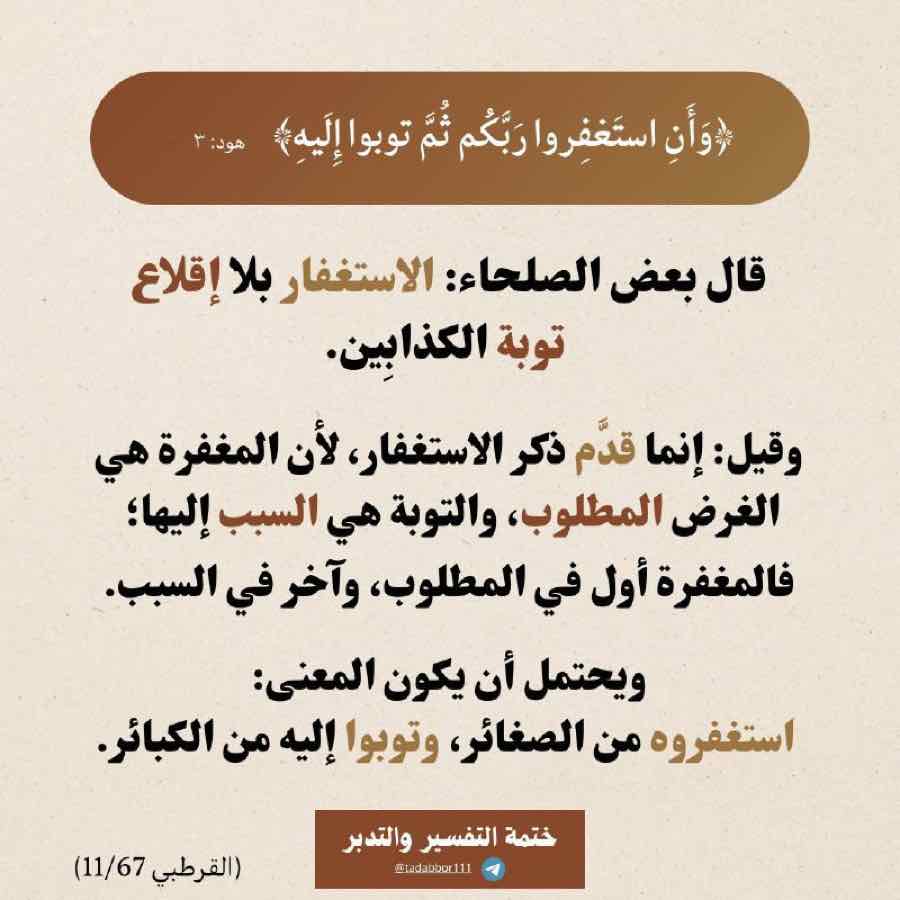 ﴿وَأَنِ استَغفِروا رَبَّكُم ثُمَّ توبوا إِلَيهِ﴾ هود: ٣
قال بعض الصلحاء: الاستغفار بلا إقلاع
توبة الكذابِين.
وقيل: إنما قدَّم ذكر الاستغفار، لأن المغفرة هي
الغرض المطلوب، والتوبة هي السبب إليها؛
فالمغفرة أول في المطلوب، وآخر في السبب.
ويحتمل أن يكون المعنى:
استغفروه من الصغائر، وتوبوا إليه من الكبائر.
ختمة التفسير والتدبر
@tadabbor111
(القرطبي 11/67)